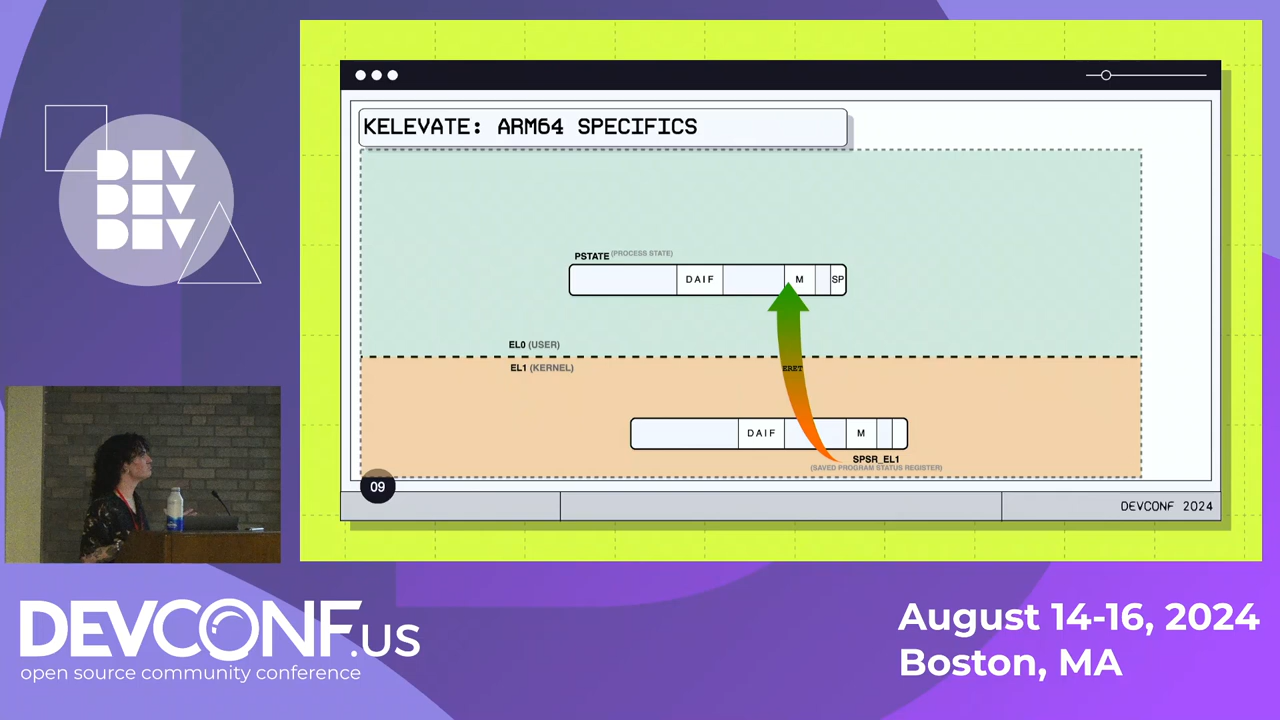 DEV
DEV
DEV
KELEVATE: ARM64 SPECIFICS
PSTATE (PROCESS STATE)
DAIF M SP
EL0 (USER)
EL1 (KERNEL)
ERET
DAIF M
SPSR_EL1
(SAVED PROGRAM STATUS REGISTER)
09
DEVCONF 2024
DEVCONF.US
open source community conference
August 14-16, 2024
Boston, MA